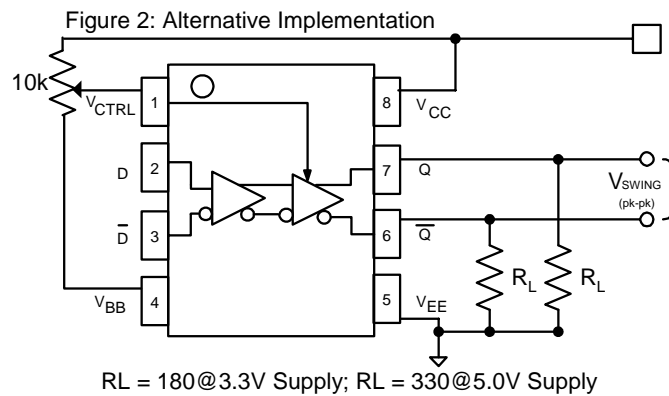 Figure 2: Alternative Implementation
10k
VCTRL
1
8
VCC
D
2
7
Q
VSWING
(pk-pk)
D̅
3
6
Q̅
RL
RL
VBB
4
5
VEE
RL = 180@3.3V Supply; RL = 330@5.0V Supply